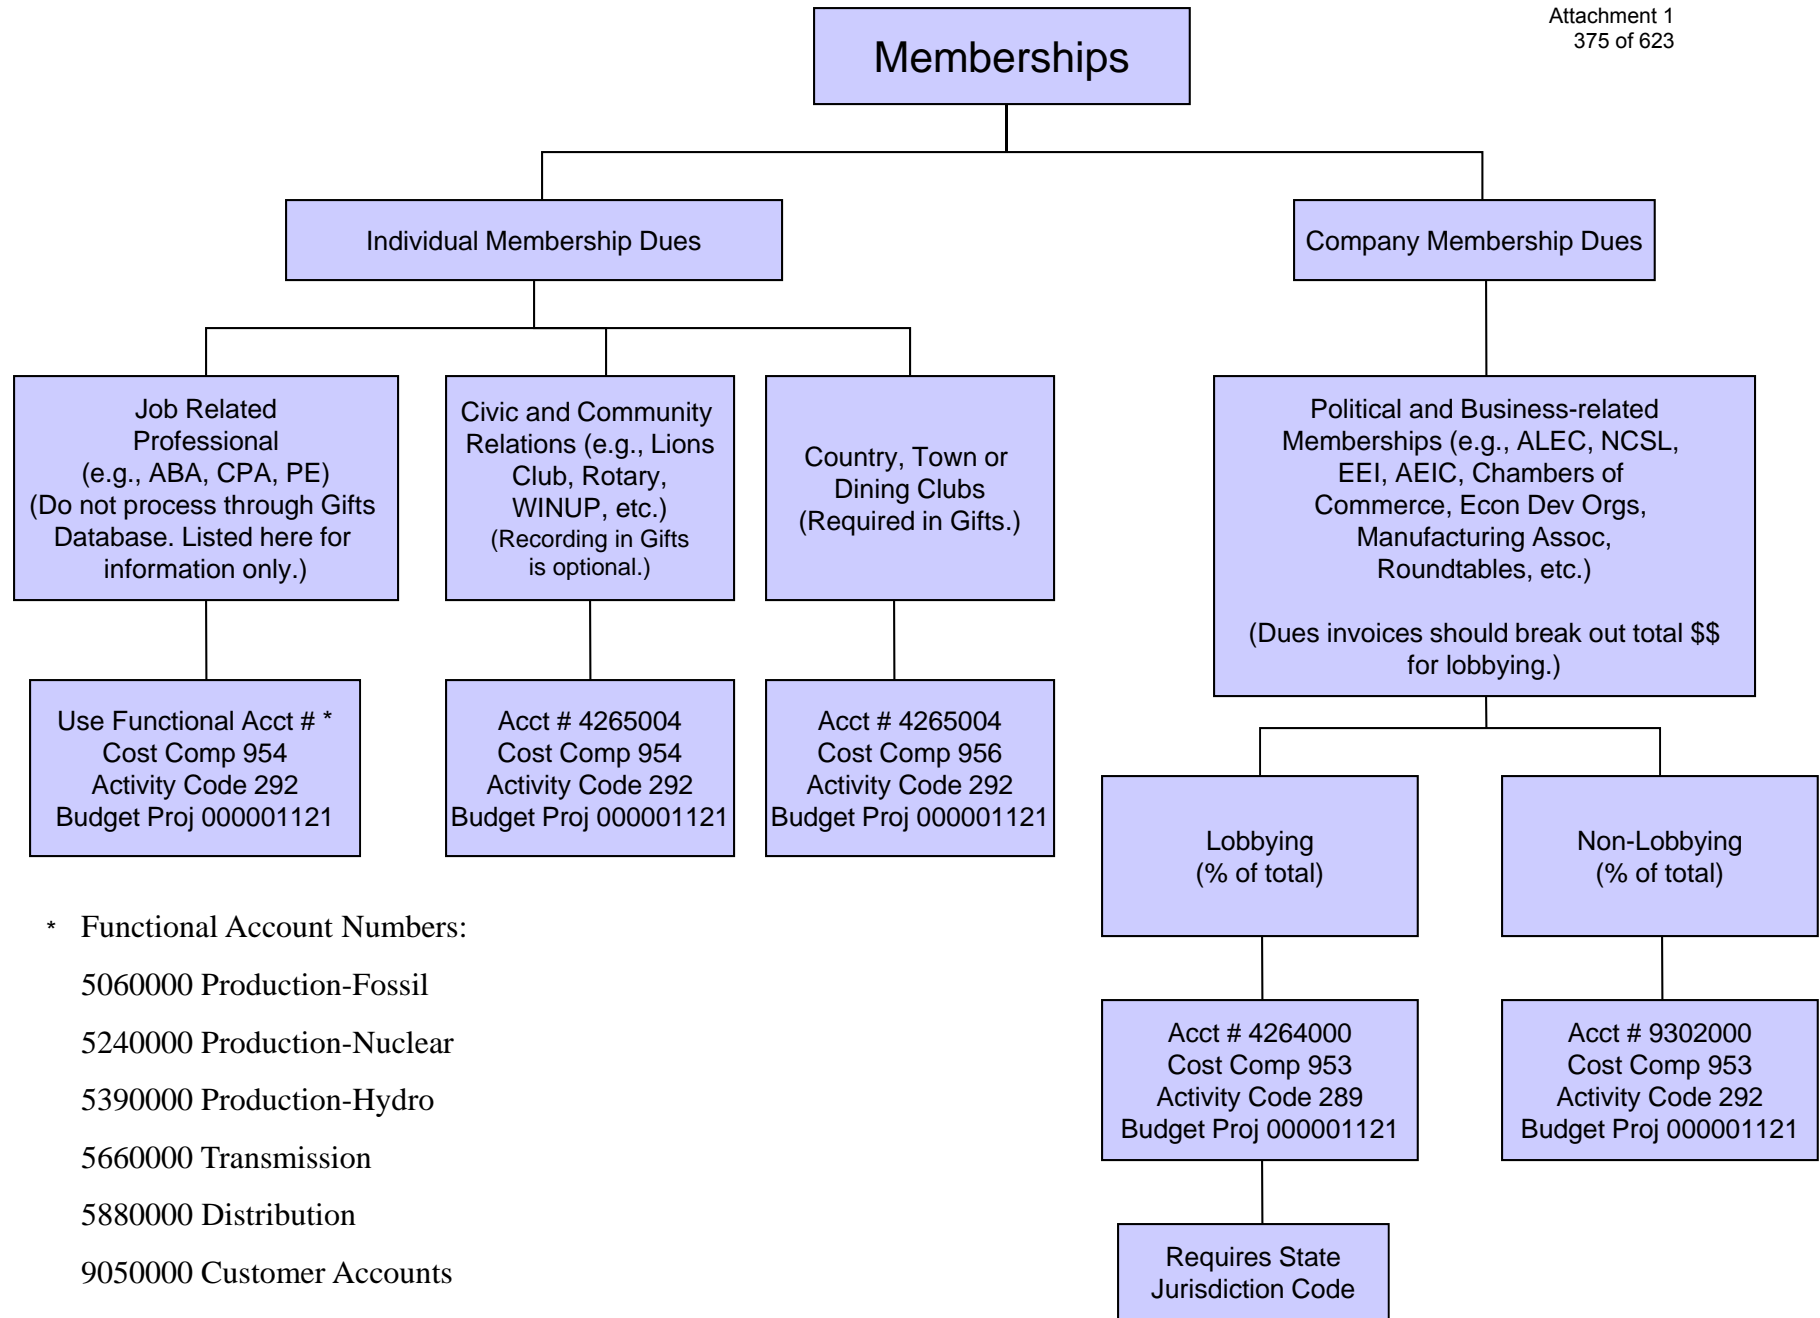 Attachment 1
375 of 623
Memberships
Individual Membership Dues
Company Membership Dues
Job Related
Professional
(e.g., ABA, CPA, PE)
(Do not process through Gifts
Database. Listed here for
information only.)
Civic and Community
Relations (e.g., Lions
Club, Rotary,
WINUP, etc.)
(Recording in Gifts
is optional.)
Country, Town or
Dining Clubs
(Required in Gifts.)
Political and Business-related
Memberships (e.g., ALEC, NCSL,
EEI, AEIC, Chambers of
Commerce, Econ Dev Orgs,
Manufacturing Assoc,
Roundtables, etc.)
(Dues invoices should break out total $$
for lobbying.)
Use Functional Acct # *
Cost Comp 954
Activity Code 292
Budget Proj 000001121
Acct # 4265004
Cost Comp 954
Activity Code 292
Budget Proj 000001121
Acct # 4265004
Cost Comp 956
Activity Code 292
Budget Proj 000001121
Lobbying
(% of total)
Non-Lobbying
(% of total)
Acct # 4264000
Cost Comp 953
Activity Code 289
Budget Proj 000001121
Acct # 9302000
Cost Comp 953
Activity Code 292
Budget Proj 000001121
Requires State
Jurisdiction Code
* Functional Account Numbers:
5060000 Production-Fossil
5240000 Production-Nuclear
5390000 Production-Hydro
5660000 Transmission
5880000 Distribution
9050000 Customer Accounts